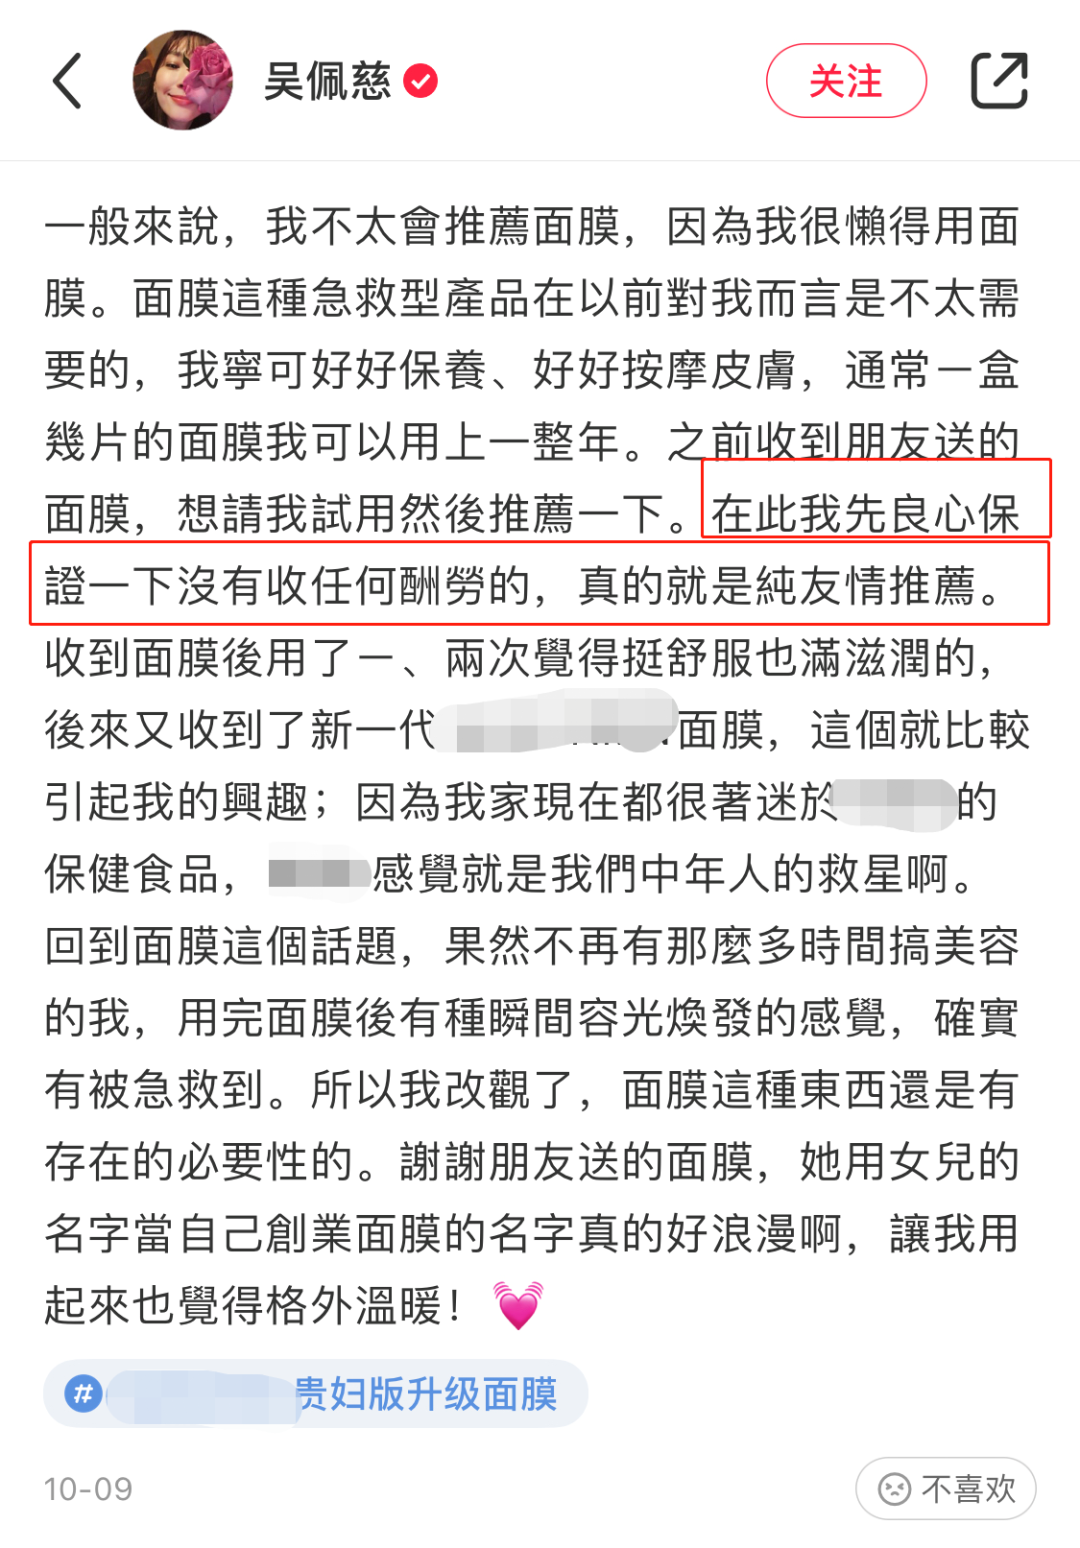 吴佩慈
关注
一般來說，我不太會推薦面膜，因為我很懶得用面
膜。面膜這種急救型產品在以前對我而言是不太需
要的，我寧可好好保養、好好按摩皮膚，通常一盒
幾片的面膜我可以用上一整年。之前收到朋友送的
面膜，想請我試用然後推薦一下。在此我先良心保
證一下沒有收任何酬勞的，真的就是純友情推薦。
收到面膜後用了一、兩次覺得挺舒服也滿滋潤的，
後來又收到了新一代面膜，這個就比較
引起我的興趣；因為我家現在都很著迷於的
保健食品，感覺就是我們中年人的救星啊。
回到面膜這個話題，果然不再有那麼多時間搞美容
的我，用完面膜後有種瞬間容光煥發的感覺，確實
有被急救到。所以我改觀了，面膜這種東西還是有
存在的必要性的。謝謝朋友送的面膜，她用女兒的
名字當自己創業面膜的名字真的好浪漫啊，讓我用
起來也覺得格外溫暖！
#贵妇版升级面膜
10-09
不喜欢